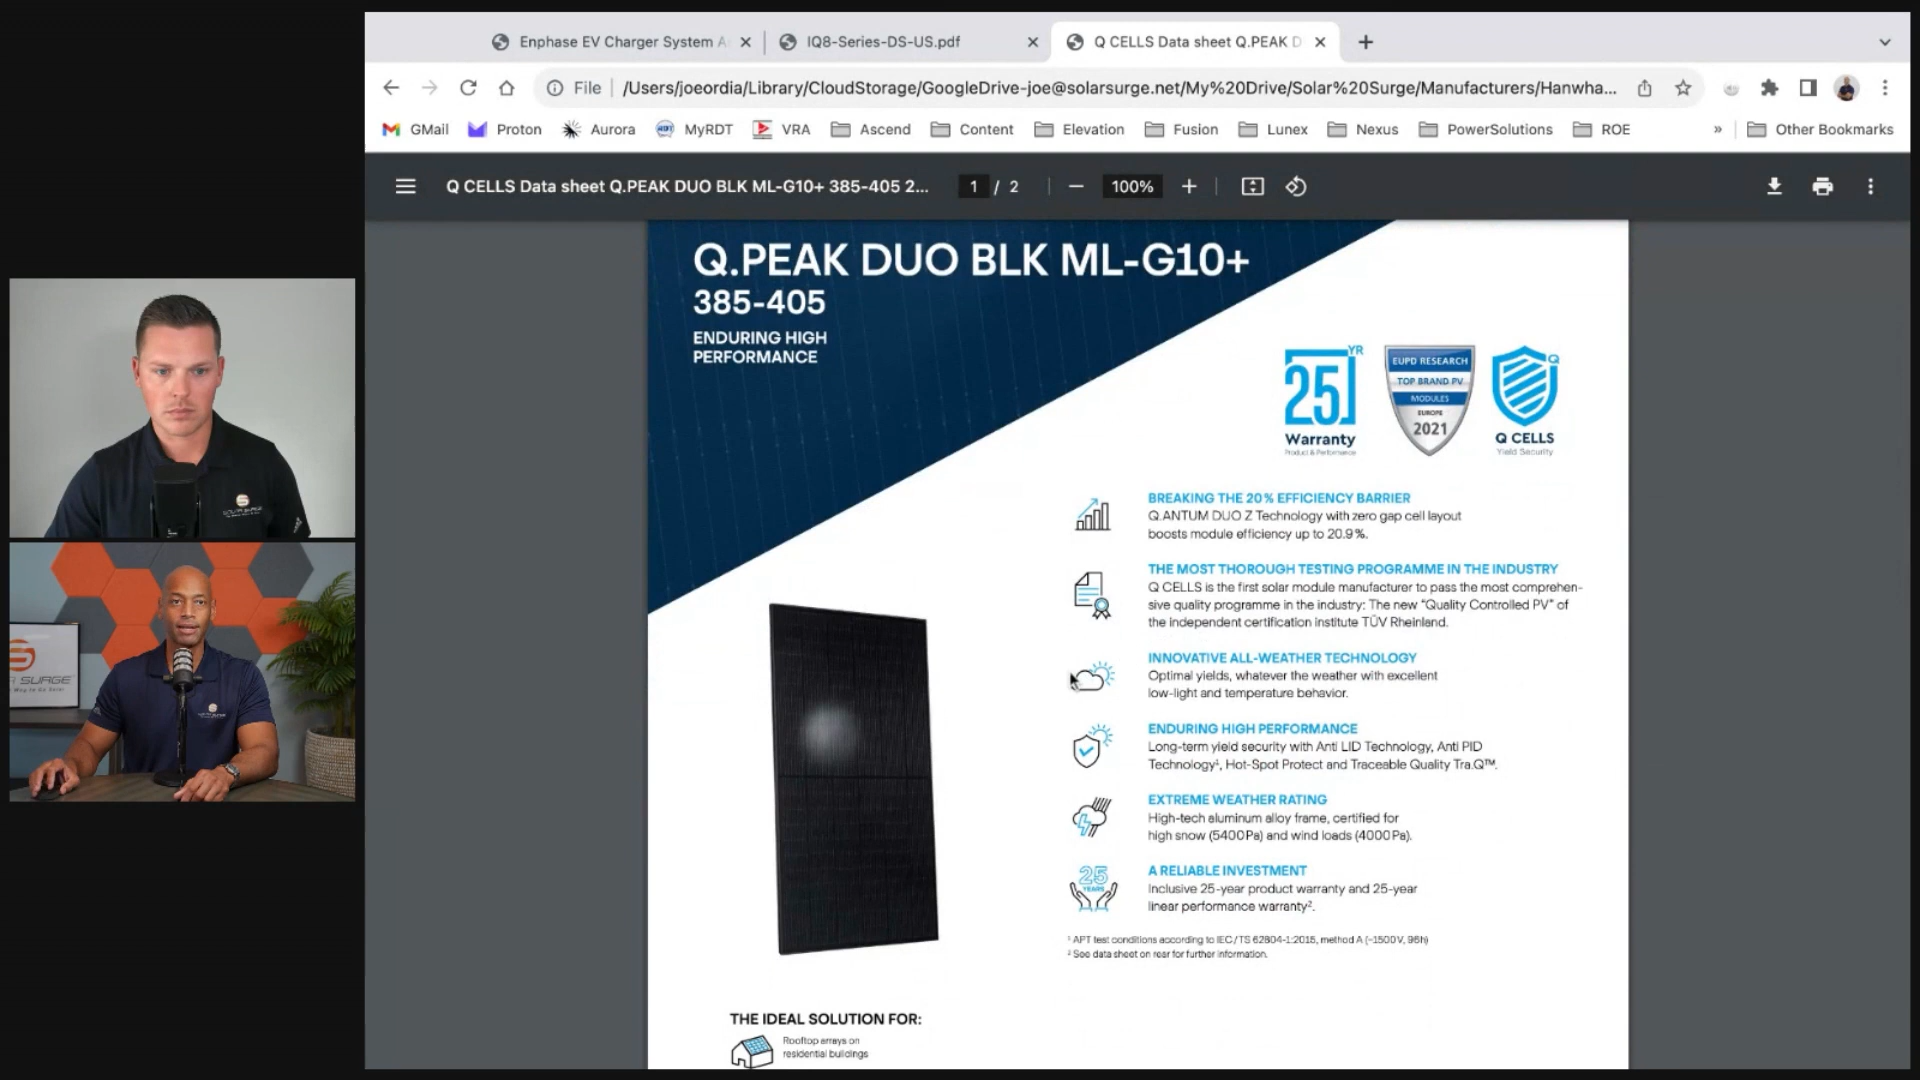 Enphase EV Charger System A
IQ8-Series-DS-US.pdf
Q CELLS Data sheet Q.PEAK D
File
/Users/joeordia/Library/CloudStorage/GoogleDrive-joe@solarsurge.net/My%20Drive/Solar%20Surge/Manufacturers/Hanwha...
GMail Proton Aurora MyRDT VRA Ascend Content Elevation Fusion Lunex Nexus PowerSolutions ROE » Other Bookmarks
Q CELLS Data sheet Q.PEAK DUO BLK ML-G10+ 385-405 2...
1 / 2
100%
Q.PEAK DUO BLK ML-G10+
385-405
ENDURING HIGH
PERFORMANCE
25 YR
Warranty
Product & Performance
EUPD RESEARCH
TOP BRAND PV
MODULES
EUROPE
2021
Q
Q CELLS
Yield Security
BREAKING THE 20% EFFICIENCY BARRIER
Q.ANTUM DUO Z Technology with zero gap cell layout
boosts module efficiency up to 20.9%.
THE MOST THOROUGH TESTING PROGRAMME IN THE INDUSTRY
Q CELLS is the first solar module manufacturer to pass the most comprehen-
sive quality programme in the industry: The new “Quality Controlled PV” of
the independent certification institute TÜV Rheinland.
INNOVATIVE ALL-WEATHER TECHNOLOGY
Optimal yields, whatever the weather with excellent
low-light and temperature behavior.
ENDURING HIGH PERFORMANCE
Long-term yield security with Anti LID Technology, Anti PID
Technology¹, Hot-Spot Protect and Traceable Quality Tra.Q™.
EXTREME WEATHER RATING
High-tech aluminum alloy frame, certified for
high snow (5400Pa) and wind loads (4000Pa).
25
YEARS
A RELIABLE INVESTMENT
Inclusive 25-year product warranty and 25-year
linear performance warranty².
¹ APT test conditions according to IEC/TS 62804-1:2015, method A (−1500V, 96h)
² See data sheet on rear for further information.
THE IDEAL SOLUTION FOR:
Rooftop arrays on
residential buildings
SURGE